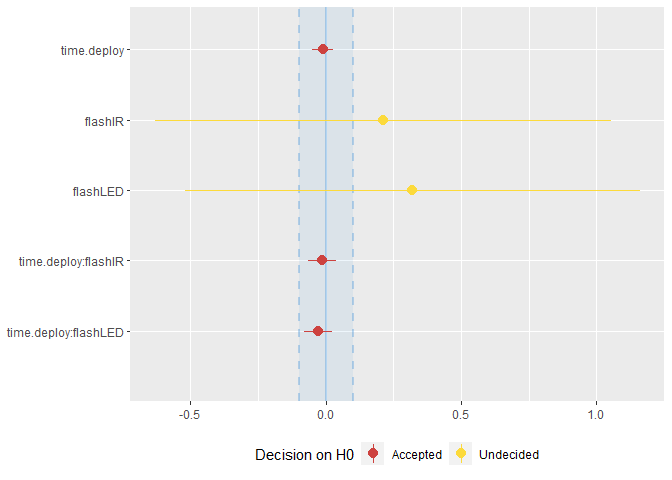 time.deploy
flashIR
flashLED
time.deploy:flashIR
time.deploy:flashLED
-0.5 0.0 0.5 1.0
Decision on H0 Accepted Undecided